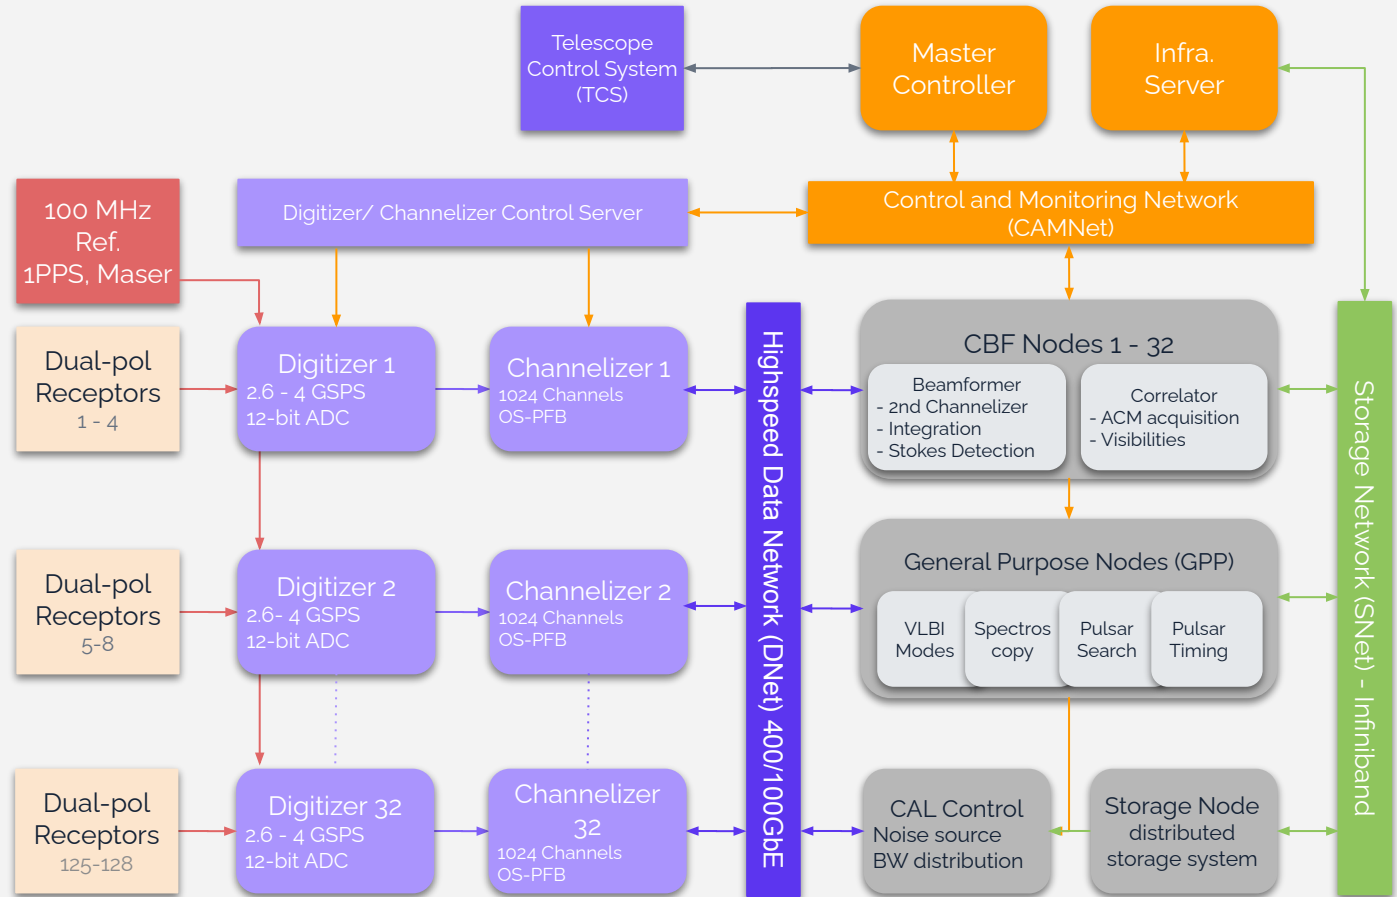 Telescope
Control System
(TCS)
Master
Controller
Infra.
Server
100 MHz
Ref.
1PPS, Maser
Digitizer/ Channelizer Control Server
Control and Monitoring Network
(CAMNet)
Dual-pol
Receptors
1 - 4
Digitizer 1
2.6 - 4 GSPS
12-bit ADC
Channelizer 1
1024 Channels
OS-PFB
Highspeed Data Network (DNet) 400/100GbE
CBF Nodes 1 - 32
Beamformer
- 2nd Channelizer
- Integration
- Stokes Detection
Correlator
- ACM acquisition
- Visibilities
Storage Network (SNet) - Infiniband
Dual-pol
Receptors
5-8
Digitizer 2
2.6- 4 GSPS
12-bit ADC
Channelizer 2
1024 Channels
OS-PFB
General Purpose Nodes (GPP)
VLBI
Modes
Spectros
copy
Pulsar
Search
Pulsar
Timing
Dual-pol
Receptors
125-128
Digitizer 32
2.6 - 4 GSPS
12-bit ADC
Channelizer
32
1024 Channels
OS-PFB
CAL Control
Noise source
BW distribution
Storage Node
distributed
storage system